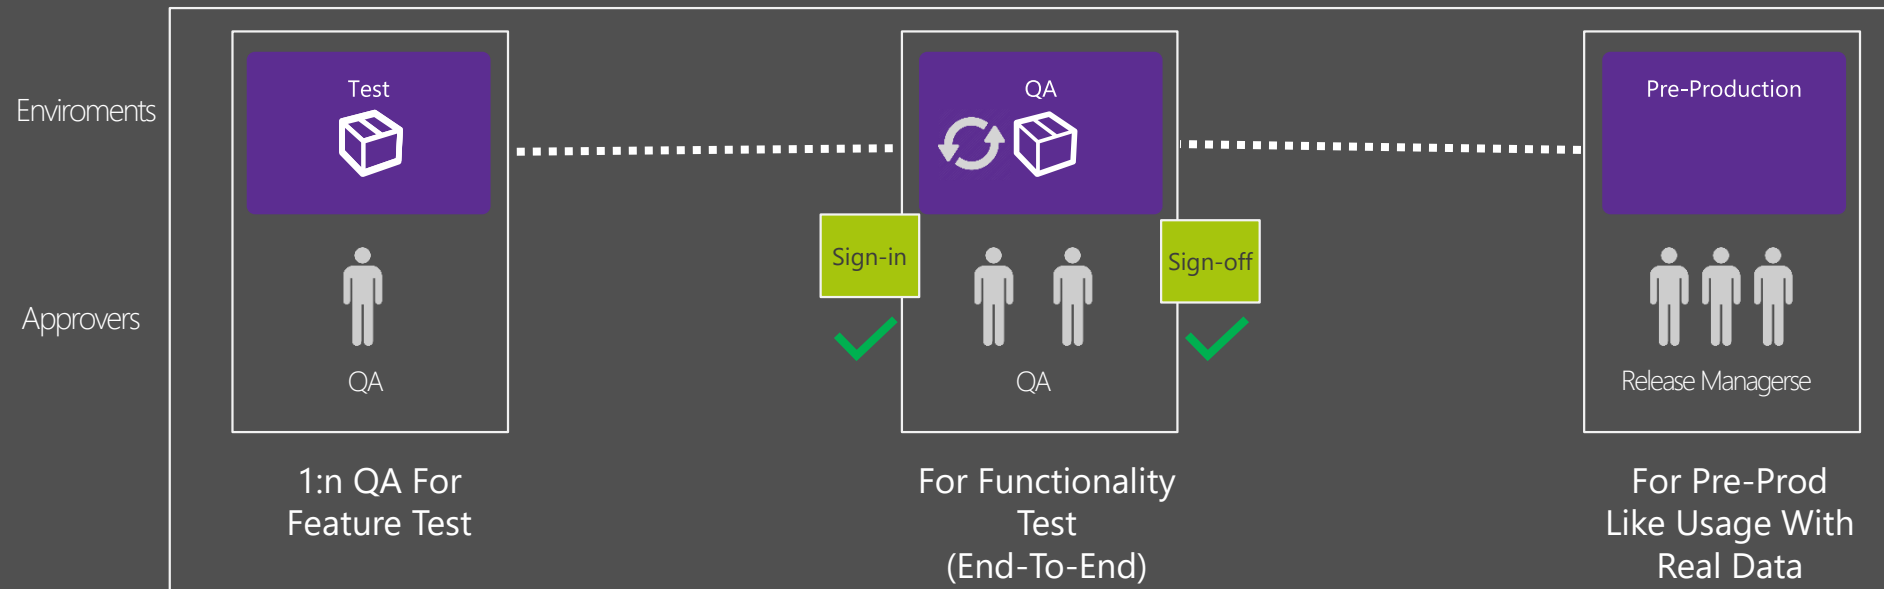 Enviroments
Test
QA
Pre-Production
Approvers
Sign-in
Sign-off
QA
QA
Release Managerse
1:n QA For
Feature Test
For Functionality
Test
(End-To-End)
For Pre-Prod
Like Usage With
Real Data